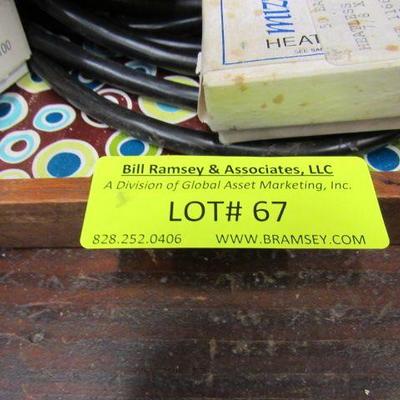 HEAT
Bill Ramsey & Associates, LLC
A Division of Global Asset Marketing, Inc.
LOT# 67
828.252.0406 WWW.BRAMSEY.COM